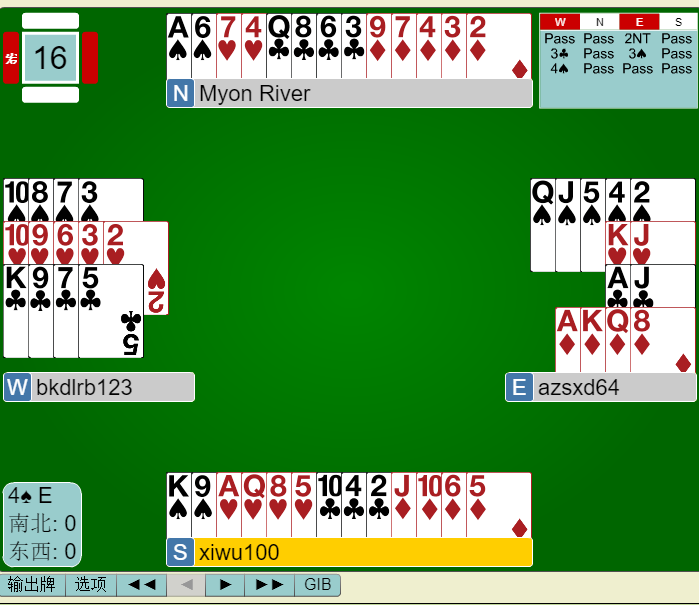 16
A 6 7 4 Q 8 6 3 9 7 4 3 2
N Myon River
W N E S
Pass Pass 2NT Pass
3♣ Pass 3♠ Pass
4♠ Pass Pass Pass
10 8 7 3
10 9 6 3 2
2
K 9 7 5
5
W bkdlrb123
Q J 5 4 2
K J
A J
A K Q 8
E azsxd64
4♠ E
南北: 0
东西: 0
K 9 A Q 8 5 10 4 2 J 10 6 5
S xiwu100
输出牌 选项 GIB